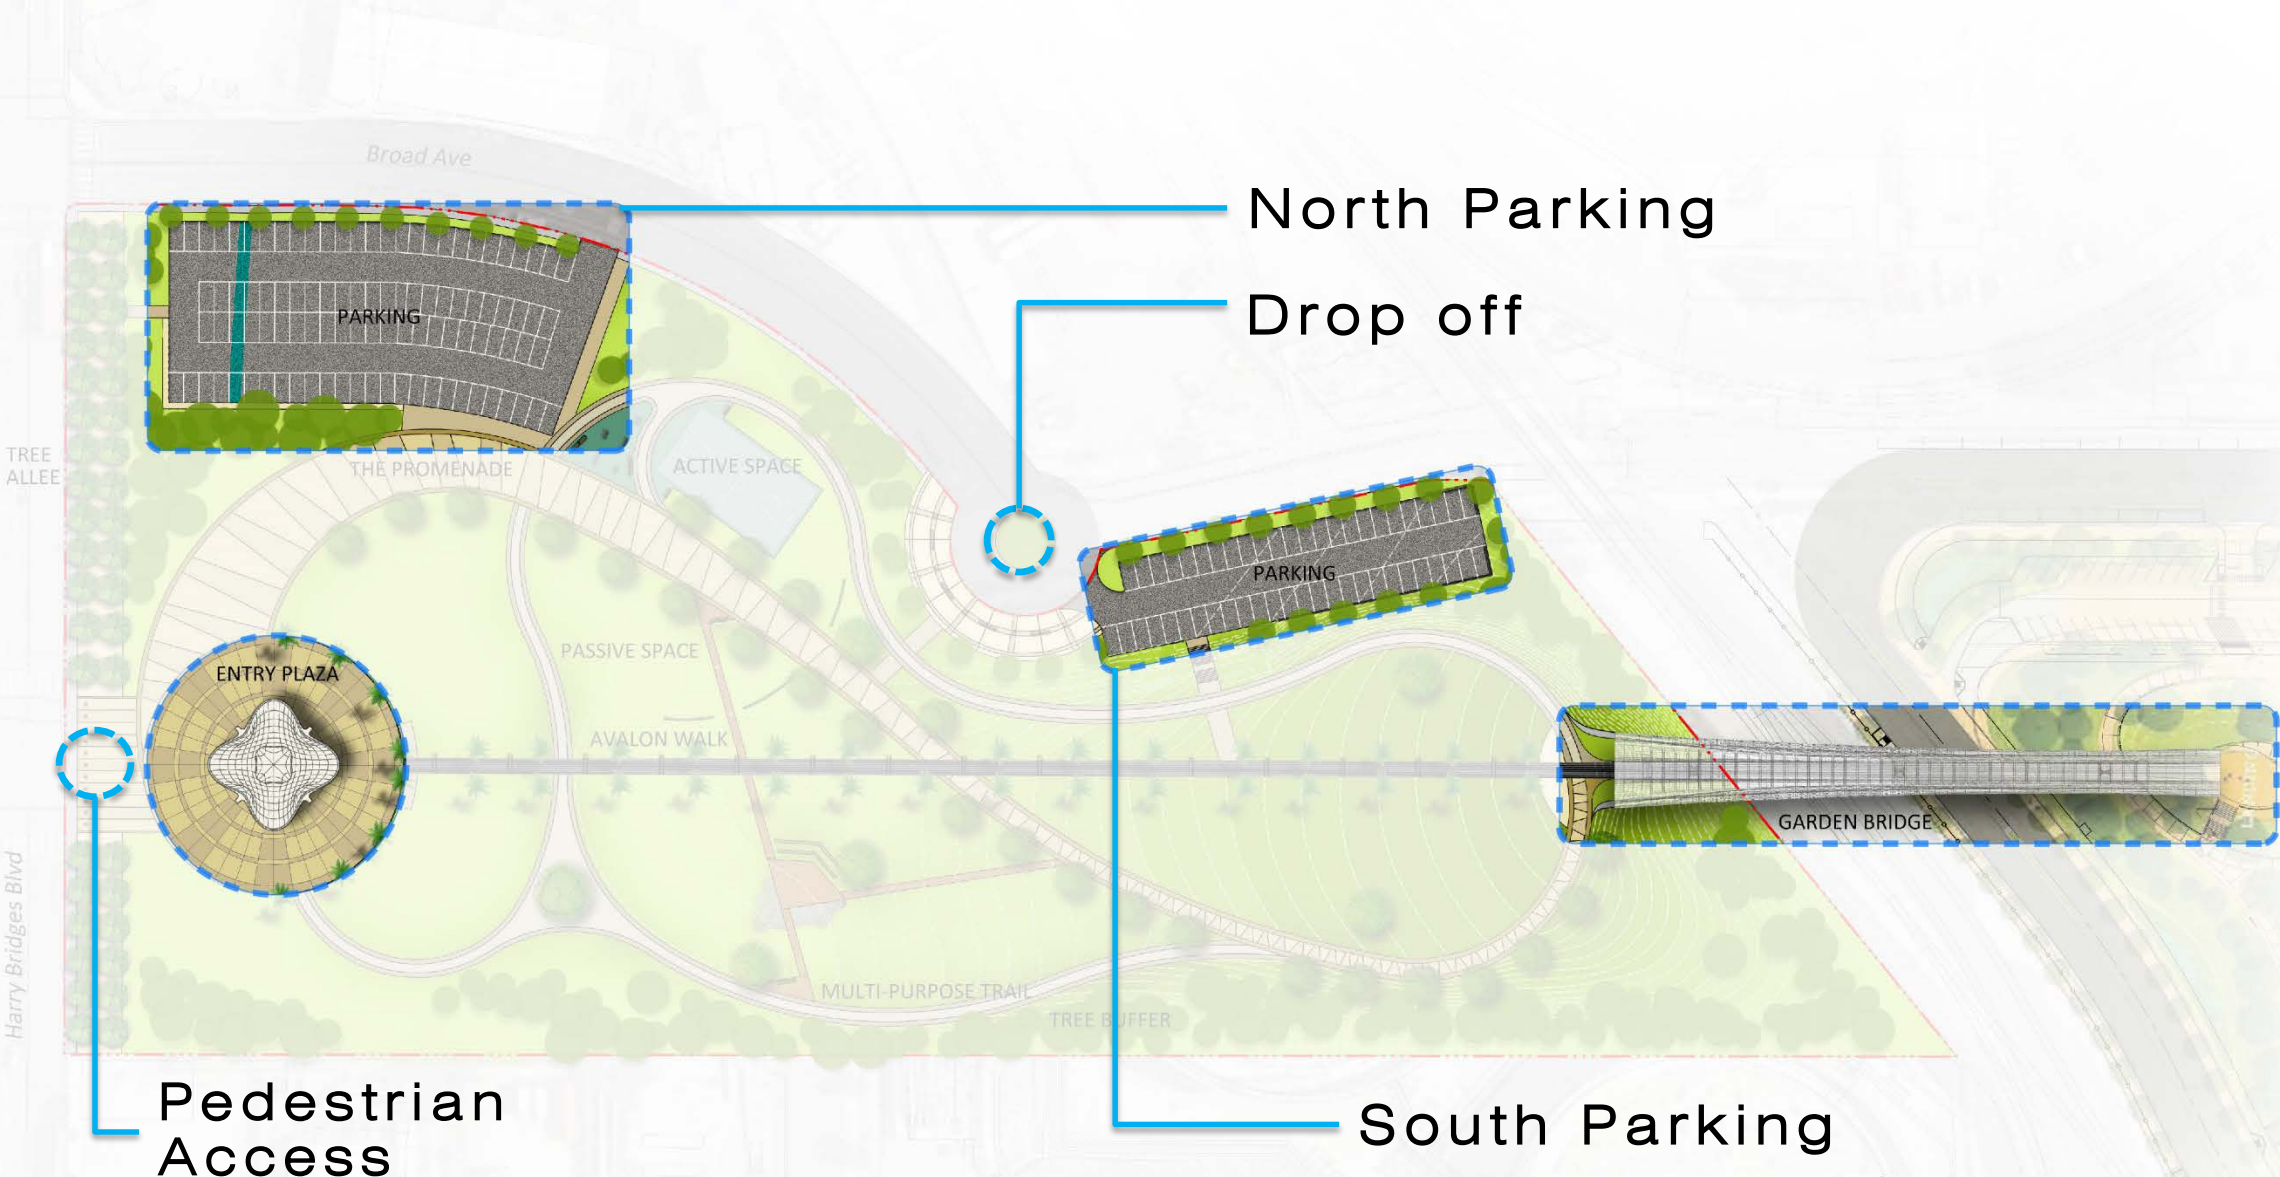 Broad Ave
North Parking
Drop off
PARKING
TREE
ALLEE
THE PROMENADE
ACTIVE SPACE
PARKING
PASSIVE SPACE
ENTRY PLAZA
AVALON WALK
GARDEN BRIDGE
Harry Bridges Blvd
MULTI-PURPOSE TRAIL
TREE BUFFER
Pedestrian
Access
South Parking